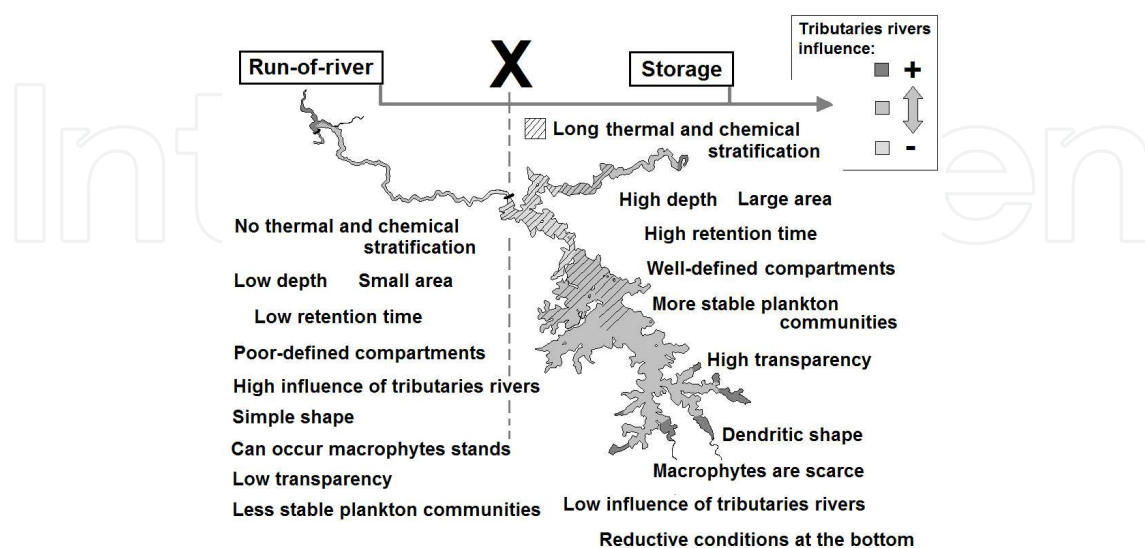 Tributaries rivers
influence:
+
-
Run-of-river
X
Storage
Long thermal and chemical
stratification
High depth Large area
High retention time
Well-defined compartments
More stable plankton
communities
High transparency
Dendritic shape
Macrophytes are scarce
Low influence of tributaries rivers
Reductive conditions at the bottom
No thermal and chemical
stratification
Low depth Small area
Low retention time
Poor-defined compartments
High influence of tributaries rivers
Simple shape
Can occur macrophytes stands
Low transparency
Less stable plankton communities